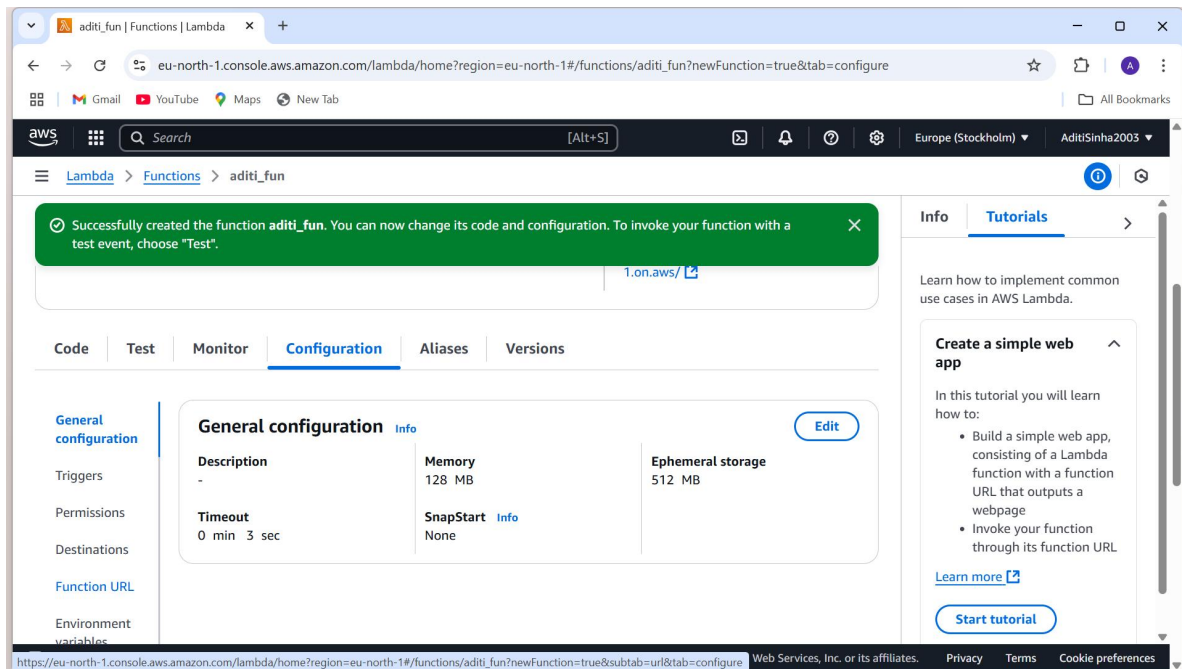 aditi_fun | Functions | Lambda
eu-north-1.console.aws.amazon.com/lambda/home?region=eu-north-1#/functions/aditi_fun?newFunction=true&tab=configure
A
Gmail
YouTube
Maps
New Tab
All Bookmarks
aws
Search
[Alt+S]
Europe (Stockholm)
AditiSinha2003
Lambda > Functions > aditi_fun
Successfully created the function aditi_fun. You can now change its code and configuration. To invoke your function with a
test event, choose "Test".
1.on.aws/
Code
Test
Monitor
Configuration
Aliases
Versions
General
configuration
Triggers
Permissions
Destinations
Function URL
Environment
variables
General configuration Info
Edit
Description
-
Memory
128 MB
Ephemeral storage
512 MB
Timeout
0 min 3 sec
SnapStart Info
None
Info
Tutorials
Learn how to implement common
use cases in AWS Lambda.
Create a simple web
app
In this tutorial you will learn
how to:
• Build a simple web app,
consisting of a Lambda
function with a function
URL that outputs a
webpage
• Invoke your function
through its function URL
Learn more
Start tutorial
https://eu-north-1.console.aws.amazon.com/lambda/home?region=eu-north-1#/functions/aditi_fun?newFunction=true&subtab=url&tab=configure
Web Services, Inc. or its affiliates.
Privacy
Terms
Cookie preferences